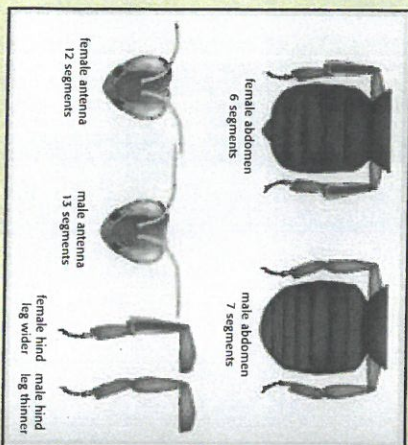 female abdomen
6 segments
male abdomen
7 segments
female antenna
12 segments
male antenna
13 segments
female hind
leg wider
male hind
leg thinner